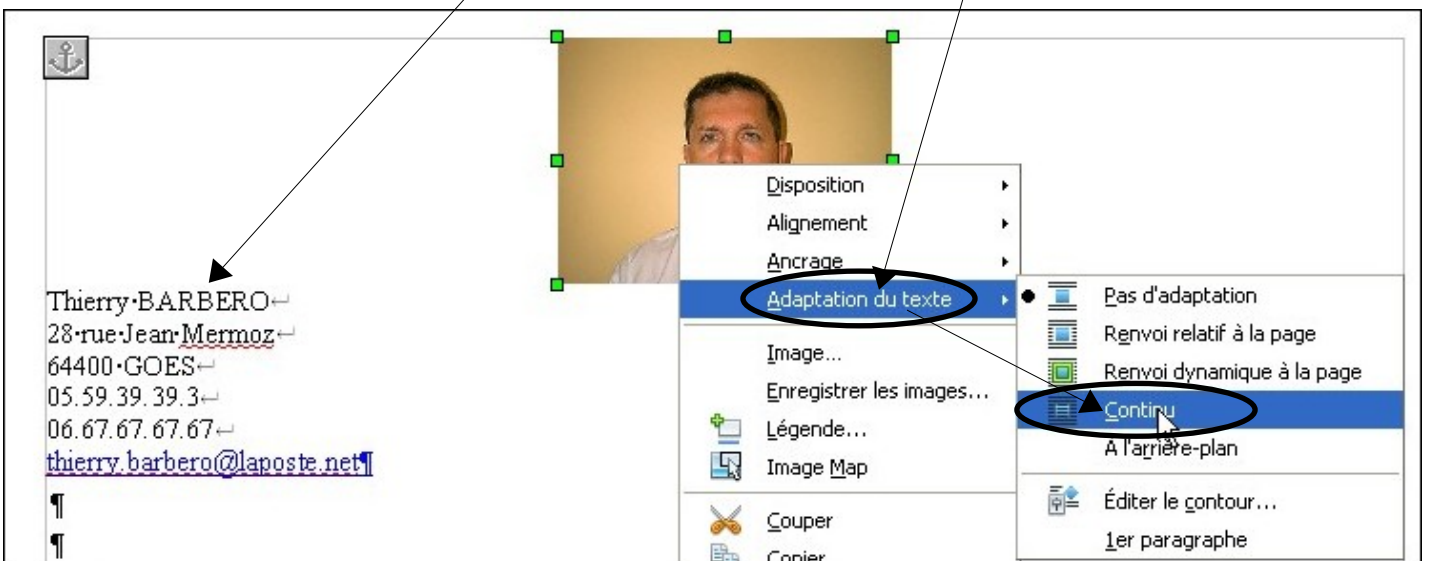 Thierry BARBERO
28 rue Jean Mermoz
64400 GOES
05.59.39.39.3
06.67.67.67.67
thierry.barbero@laposte.net
Disposition
Alignement
Ancrage
Adaptation du texte
Image...
Enregistrer les images...
Légende...
Image Map
Couper
Copier
Pas d'adaptation
Renvoi relatif à la page
Renvoi dynamique à la page
Continu
A l'arrière-plan
Éditer le contour...
1er paragraphe